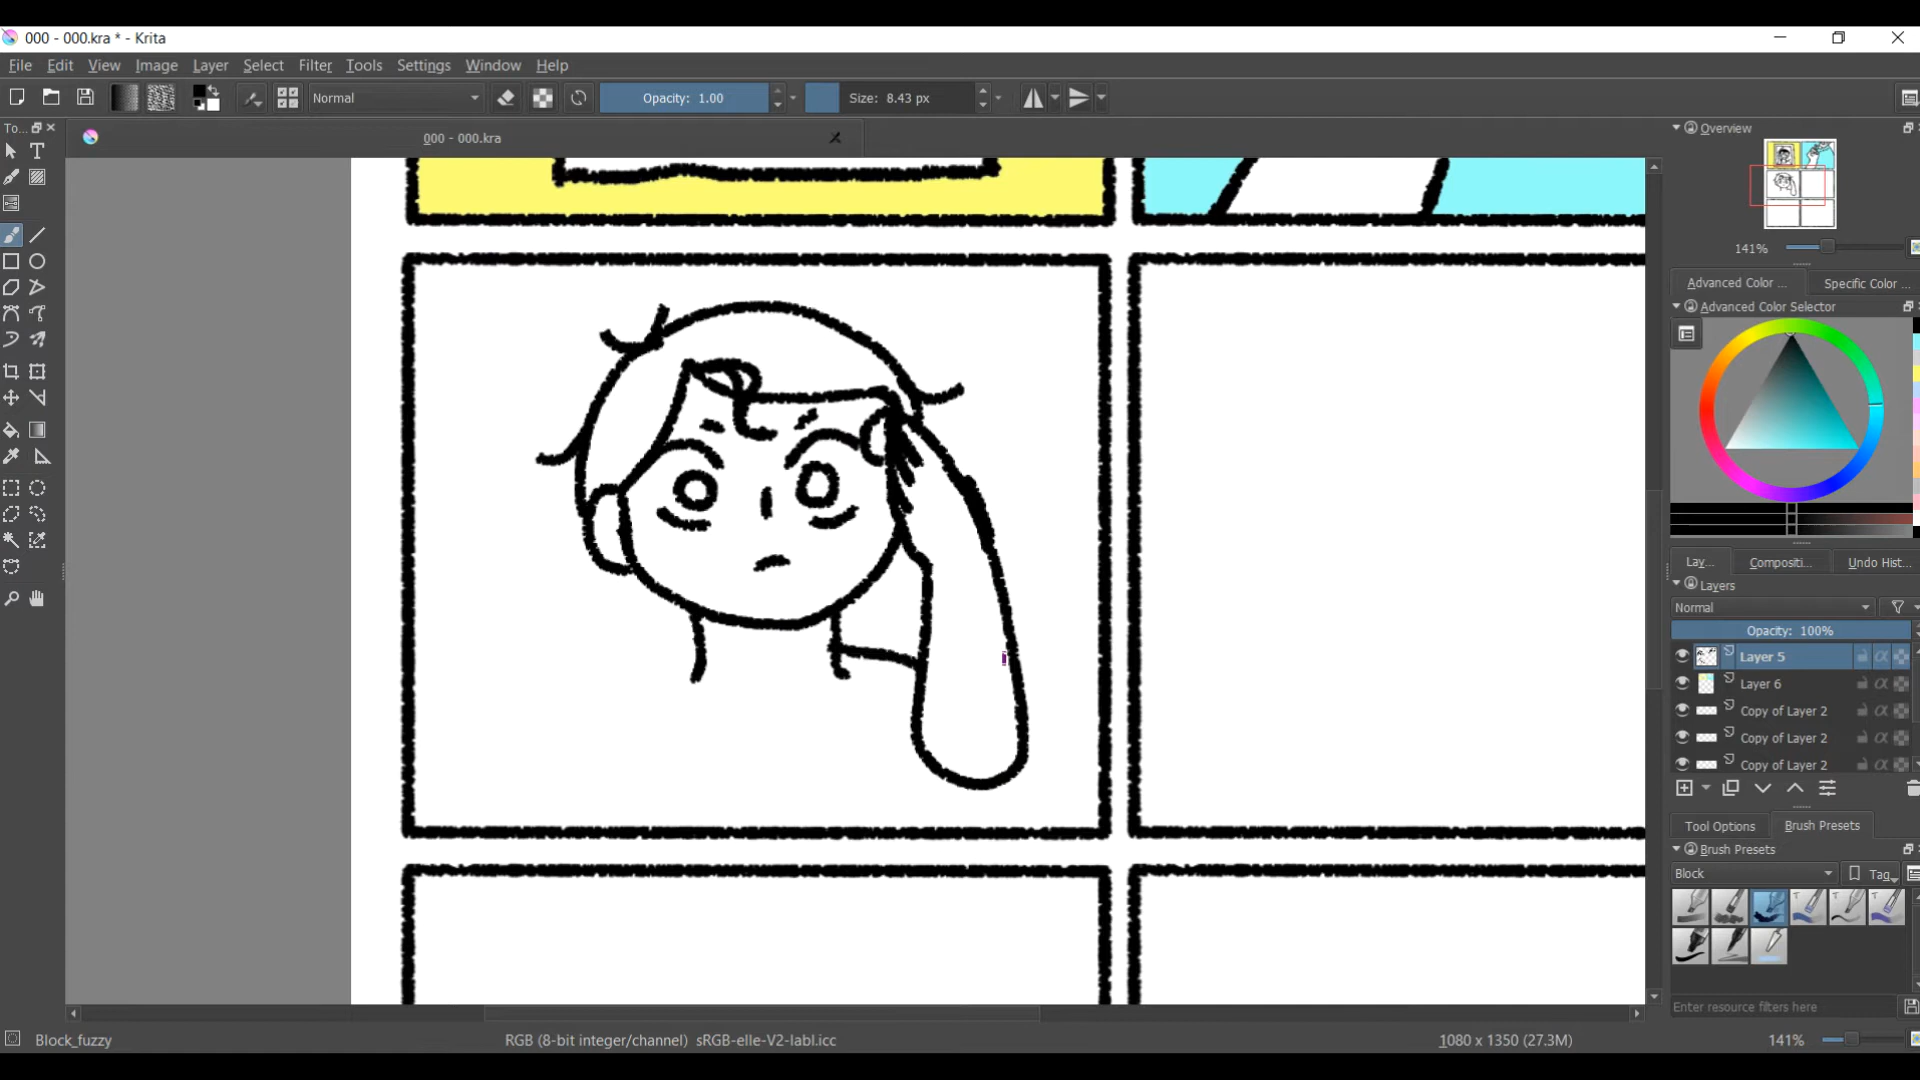 000 - 000.kra * - Krita
File Edit View Image Layer Select Filter Tools Settings Window Help
Normal Opacity: 1.00 Size: 8.43 px
To...
000 - 000.kra
Overview
141%
Advanced Color ... Specific Color ...
Advanced Color Selector
Lay... Compositi... Undo Hist...
Layers
Normal
Opacity: 100%
Layer 5
Layer 6
Copy of Layer 2
Copy of Layer 2
Copy of Layer 2
Tool Options Brush Presets
Brush Presets
Block Tag
Enter resource filters here
Block_fuzzy RGB (8-bit integer/channel) sRGB-elle-V2-labl.icc 1080 x 1350 (27.3M) 141%